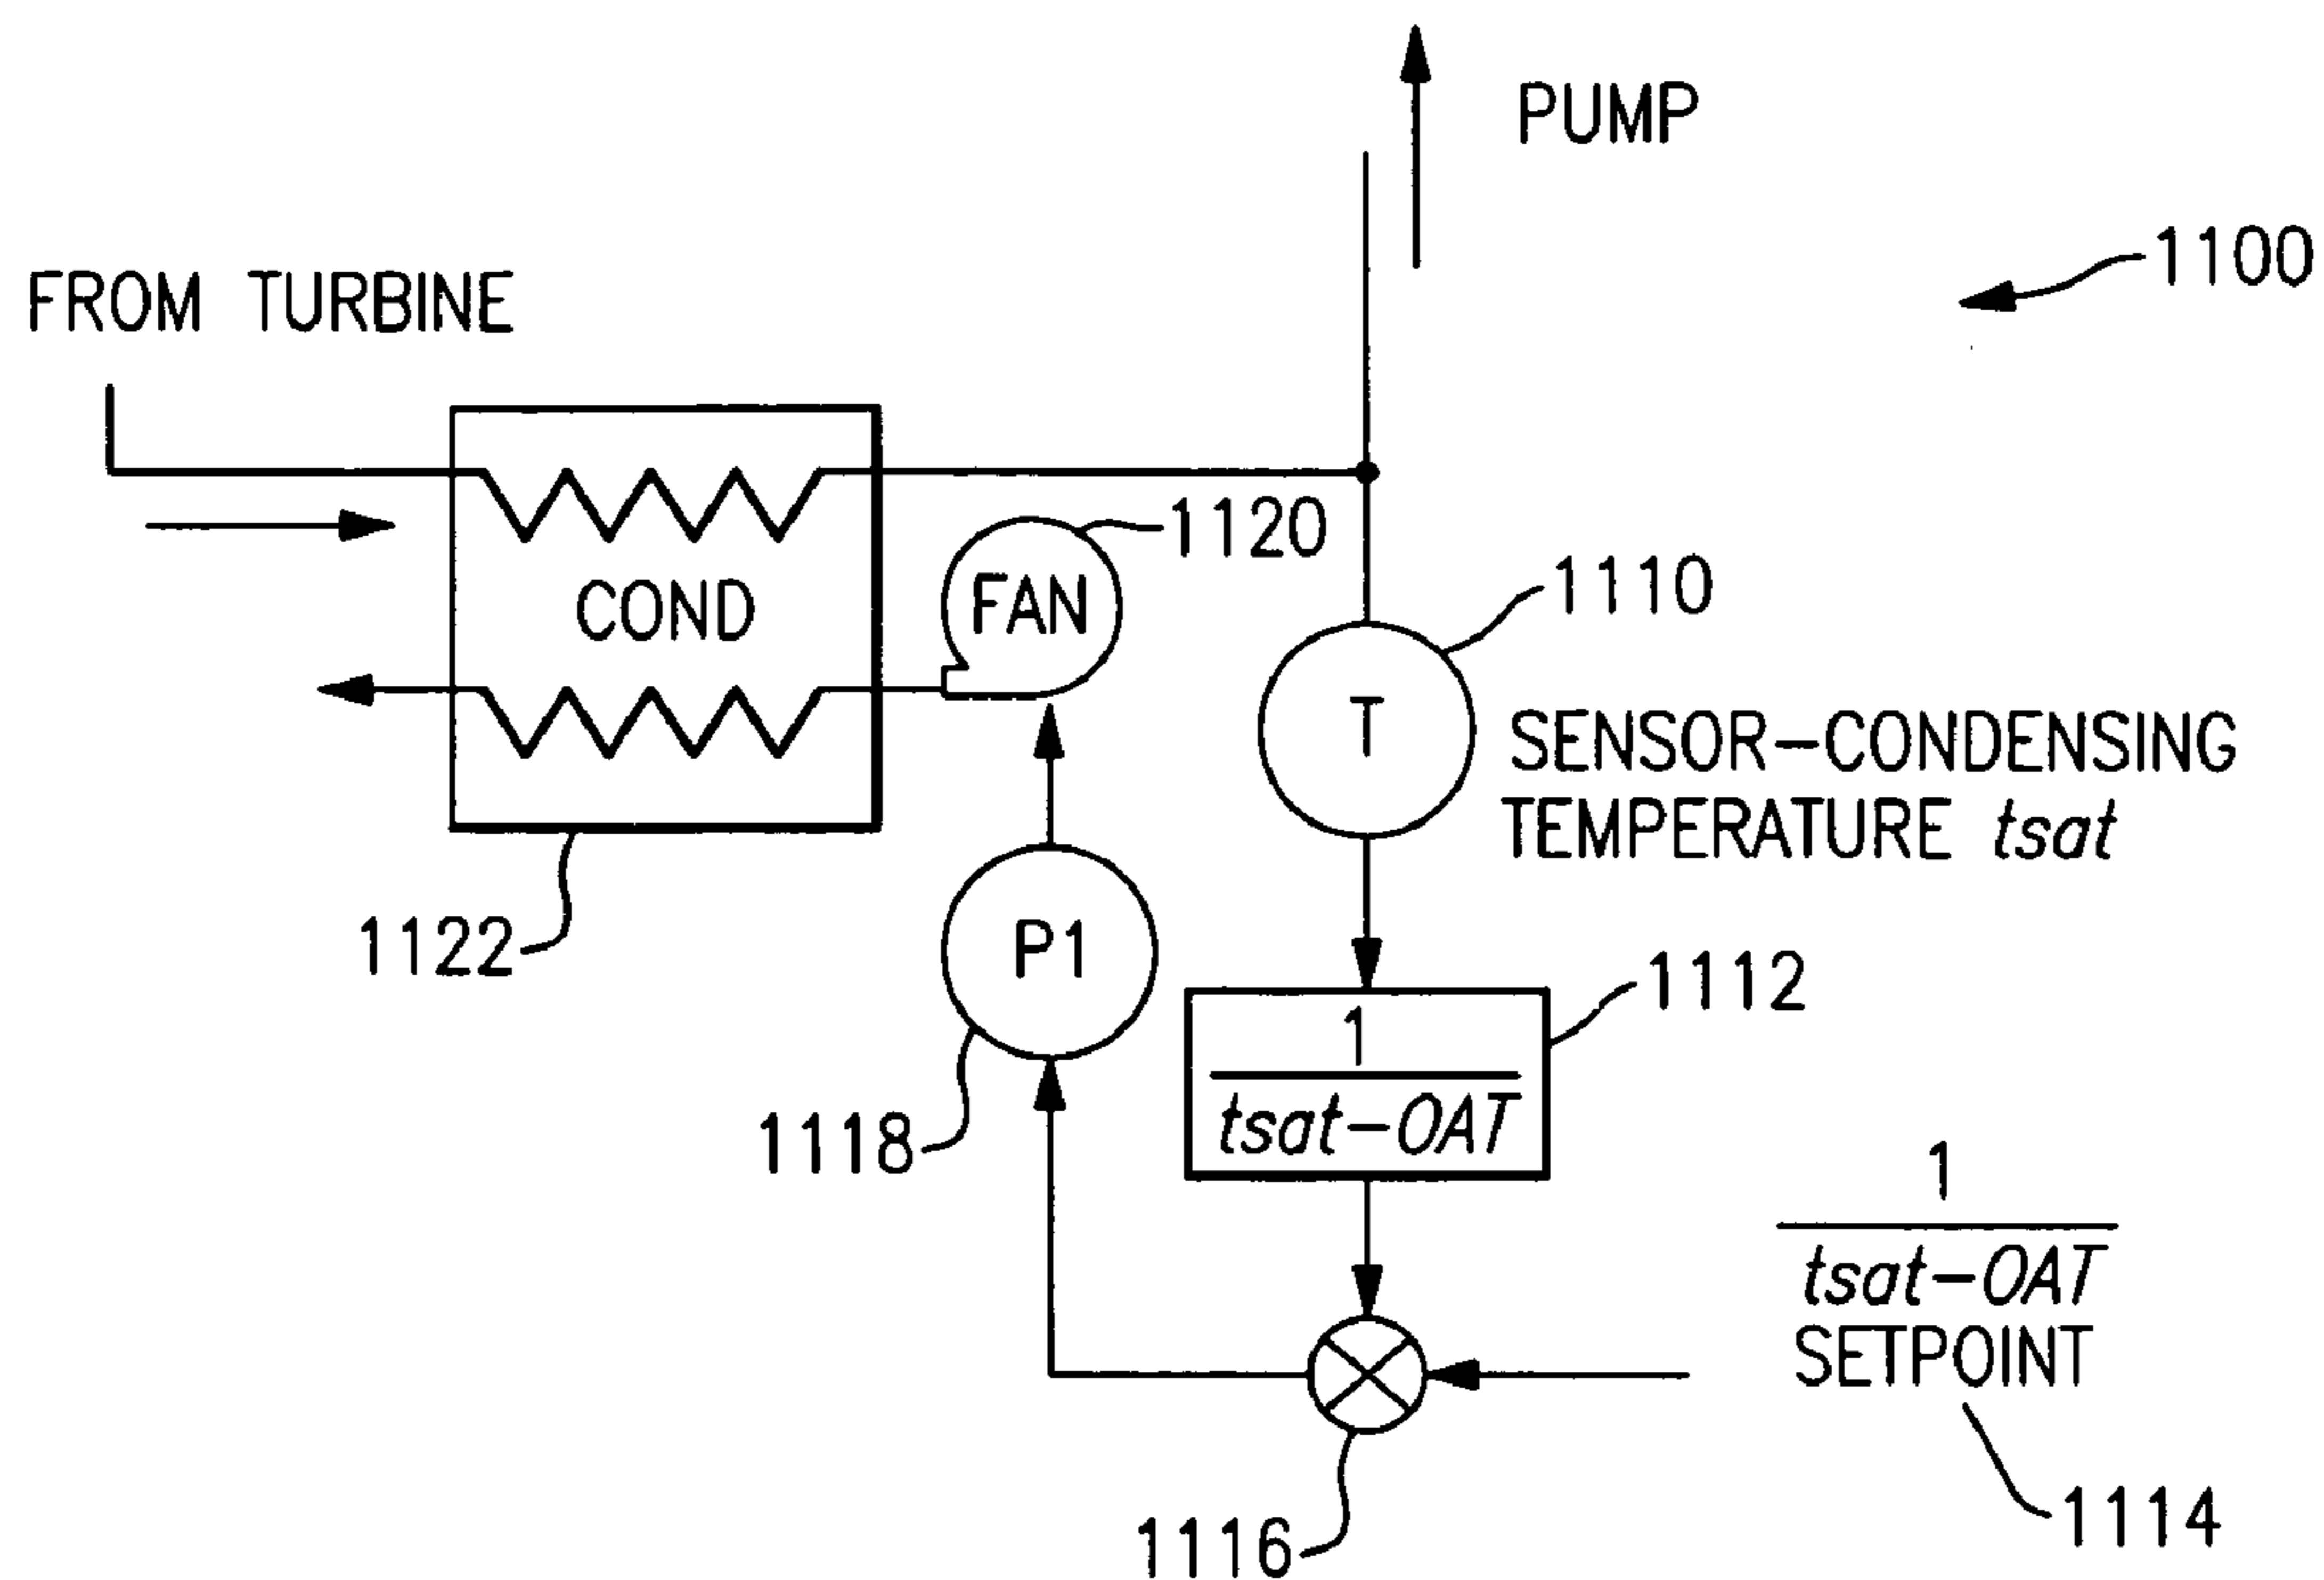 PUMP
1100
FROM TURBINE
1120
FAN
COND
1110
T
SENSOR-CONDENSING
TEMPERATURE tsat
1122
P1
1112
1
tsat-OAT
1118
1
tsat-OAT
SETPOINT
1116
1114